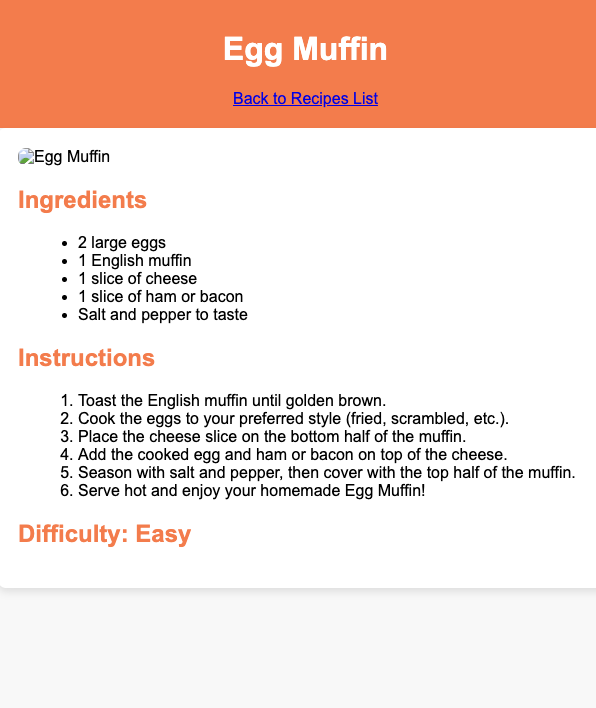 Egg Muffin
Back to Recipes List
Egg Muffin
Ingredients
• 2 large eggs
• 1 English muffin
• 1 slice of cheese
• 1 slice of ham or bacon
• Salt and pepper to taste
Instructions
1. Toast the English muffin until golden brown.
2. Cook the eggs to your preferred style (fried, scrambled, etc.).
3. Place the cheese slice on the bottom half of the muffin.
4. Add the cooked egg and ham or bacon on top of the cheese.
5. Season with salt and pepper, then cover with the top half of the muffin.
6. Serve hot and enjoy your homemade Egg Muffin!
Difficulty: Easy